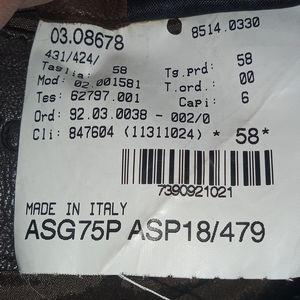 03.08678 8514.0330
431/424/
Taglia: 58 Tg.prd: 58
Mod: 02.001581 T.ord.: 00
Tes: 62797.001 Capi: 6
Ord: 92.03.0038 - 002/0
Cli: 847604 (11311024) * 58*
7390921021
MADE IN ITALY
ASG75P ASP18/479